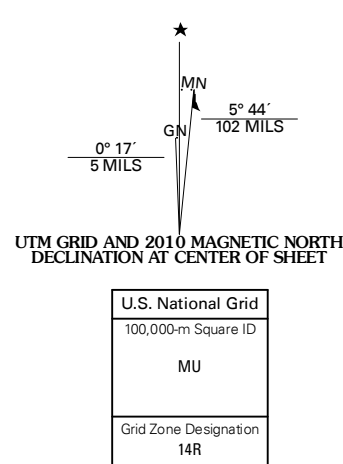 MN
GN
5° 44´
102 MILS
0° 17´
5 MILS
UTM GRID AND 2010 MAGNETIC NORTH
DECLINATION AT CENTER OF SHEET
U.S. National Grid
100,000-m Square ID
MU
Grid Zone Designation
14R